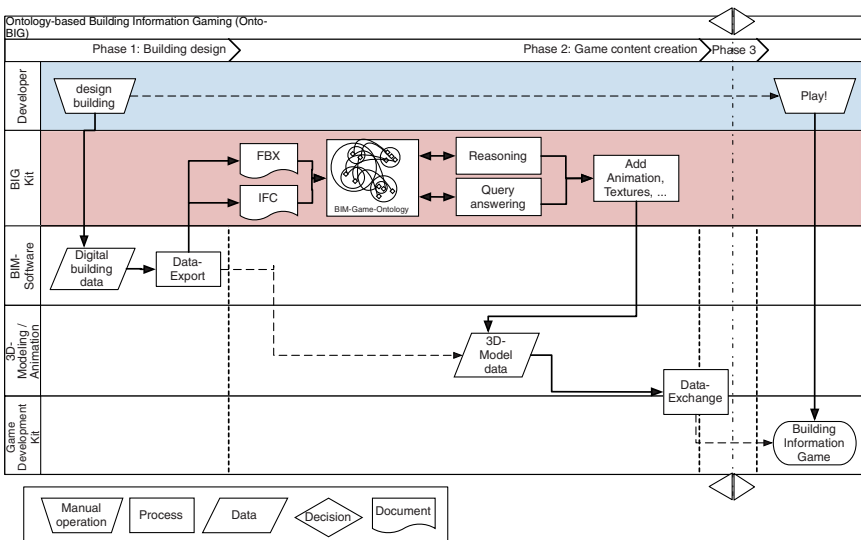 Ontology-based Building Information Gaming (Onto-
BIG)
Phase 1: Building design
Phase 2: Game content creation
Phase 3
Developer
design
building
Play!
BIG
Kit
FBX
IFC
BIM-Game-Ontology
Reasoning
Query
answering
Add
Animation,
Textures, ...
BIM-
Software
Digital
building
data
Data-
Export
3D-
Modeling /
Animation
3D-
Model
data
Data-
Exchange
Game
Development
Kit
Building
Information
Game
Manual
operation
Process
Data
Decision
Document